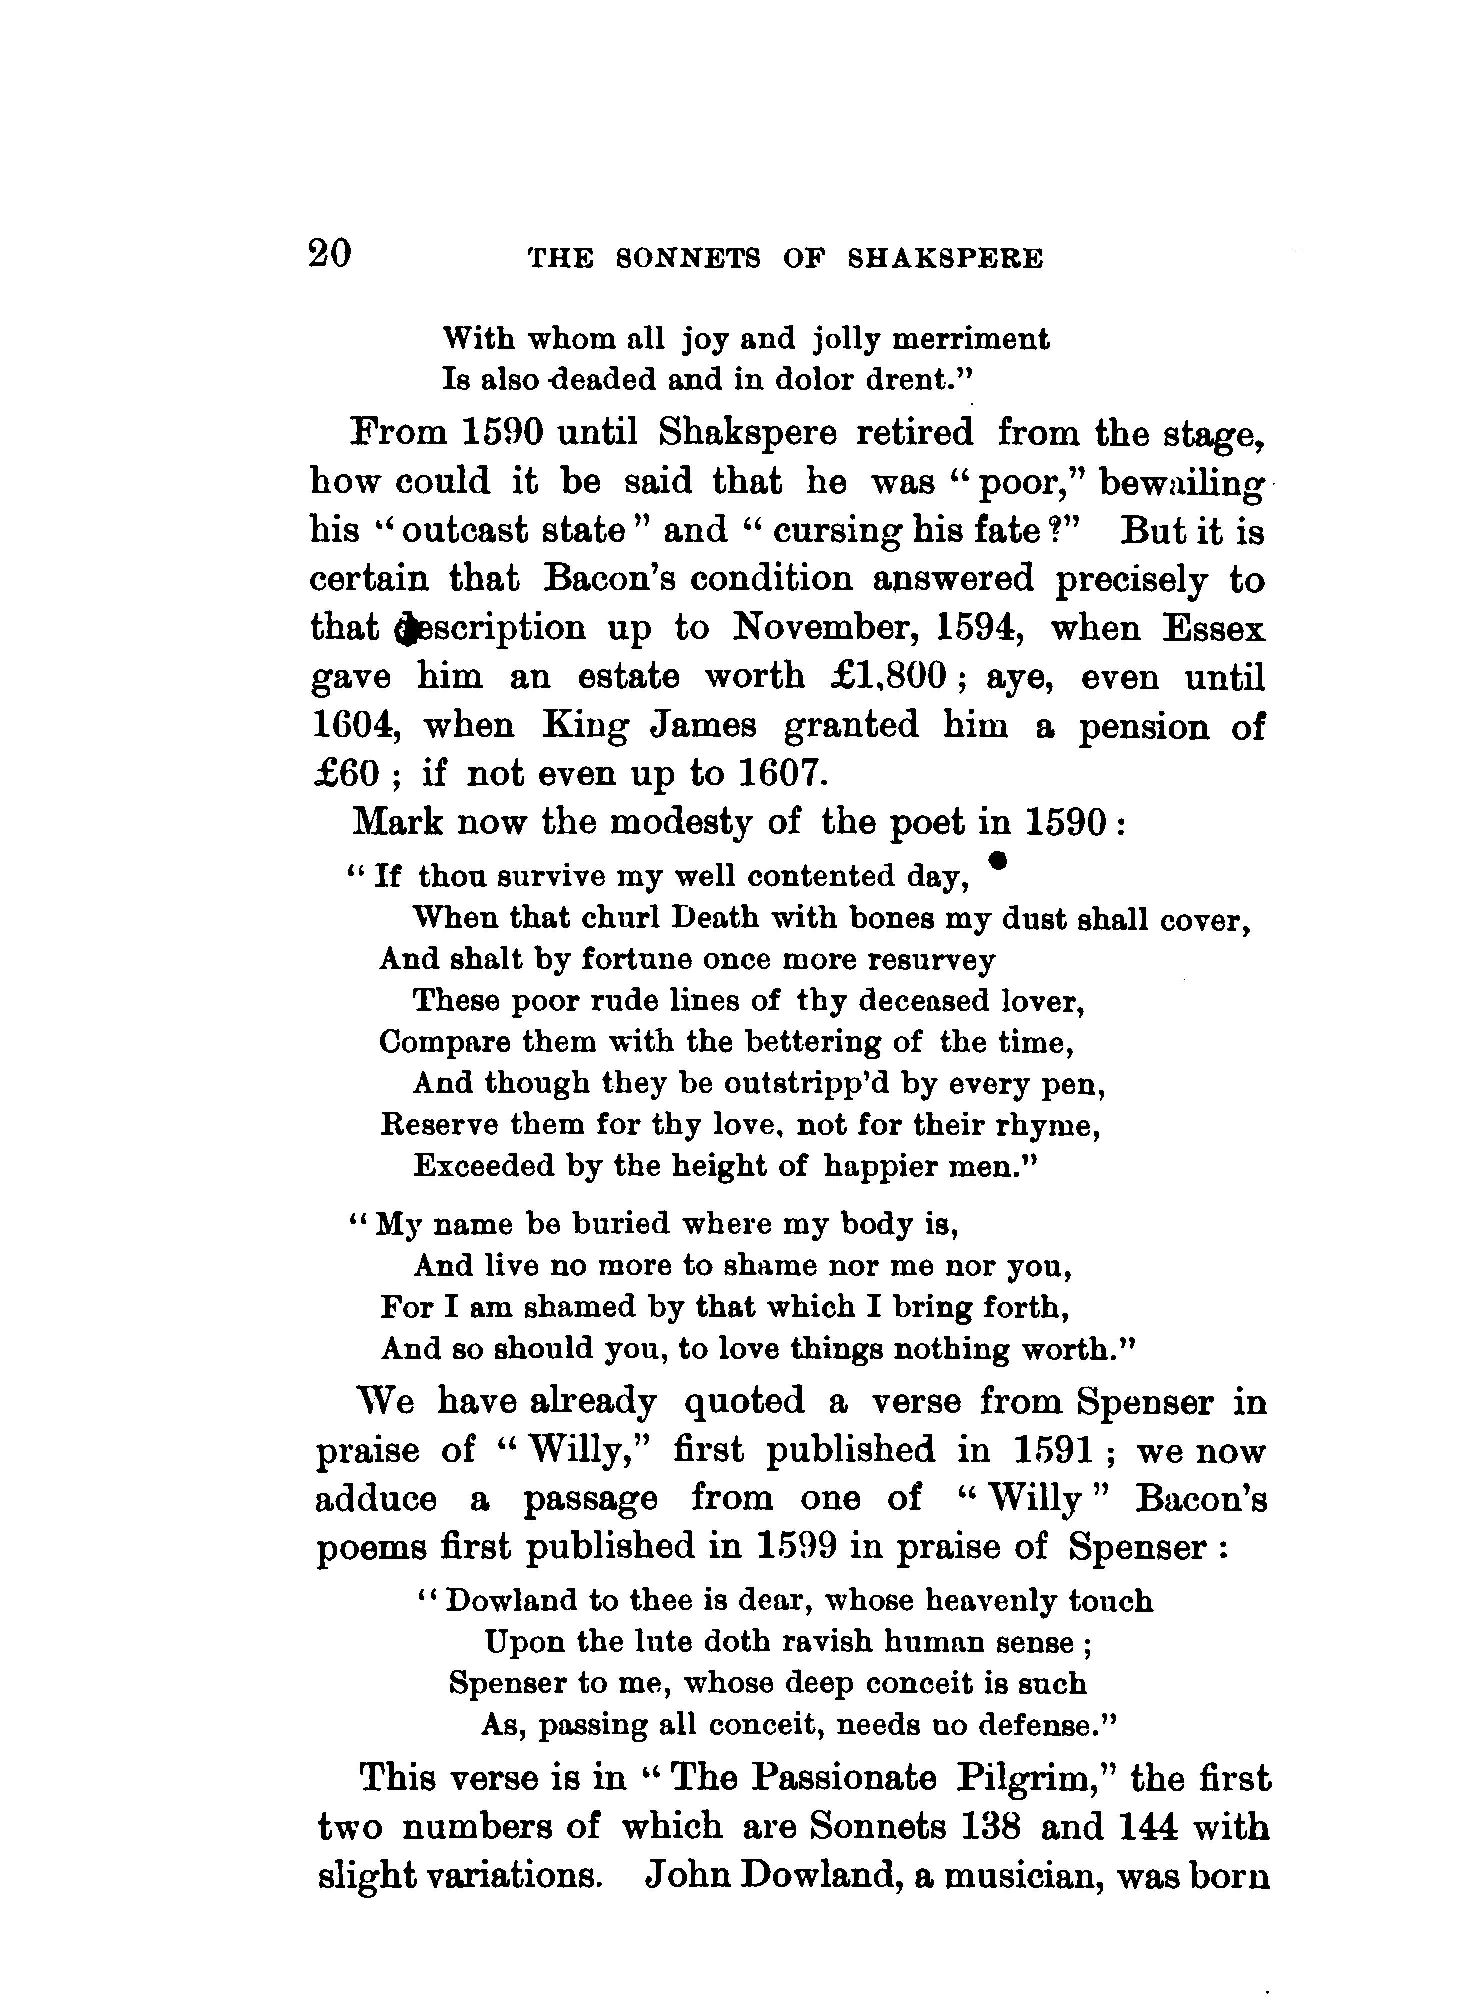 20 THE SONNETS OF SHAKSPERE
With whom all joy and jolly merriment
Is also deaded and in dolor drent."
From 1590 until Shakspere retired from the stage,
how could it be said that he was "poor," bewailing
his "outcast state" and "cursing his fate?" But it is
certain that Bacon's condition answered precisely to
that description up to November, 1594, when Essex
gave him an estate worth £1,800; aye, even until
1604, when King James granted him a pension of
£60; if not even up to 1607.
Mark now the modesty of the poet in 1590:
"If thou survive my well contented day,
When that churl Death with bones my dust shall cover,
And shalt by fortune once more resurvey
These poor rude lines of thy deceased lover,
Compare them with the bettering of the time,
And though they be outstripp'd by every pen,
Reserve them for thy love, not for their rhyme,
Exceeded by the height of happier men."
"My name be buried where my body is,
And live no more to shame nor me nor you,
For I am shamed by that which I bring forth,
And so should you, to love things nothing worth."
We have already quoted a verse from Spenser in
praise of "Willy," first published in 1591; we now
adduce a passage from one of "Willy" Bacon's
poems first published in 1599 in praise of Spenser:
"Dowland to thee is dear, whose heavenly touch
Upon the lute doth ravish human sense;
Spenser to me, whose deep conceit is such
As, passing all conceit, needs no defense."
This verse is in "The Passionate Pilgrim," the first
two numbers of which are Sonnets 138 and 144 with
slight variations. John Dowland, a musician, was born